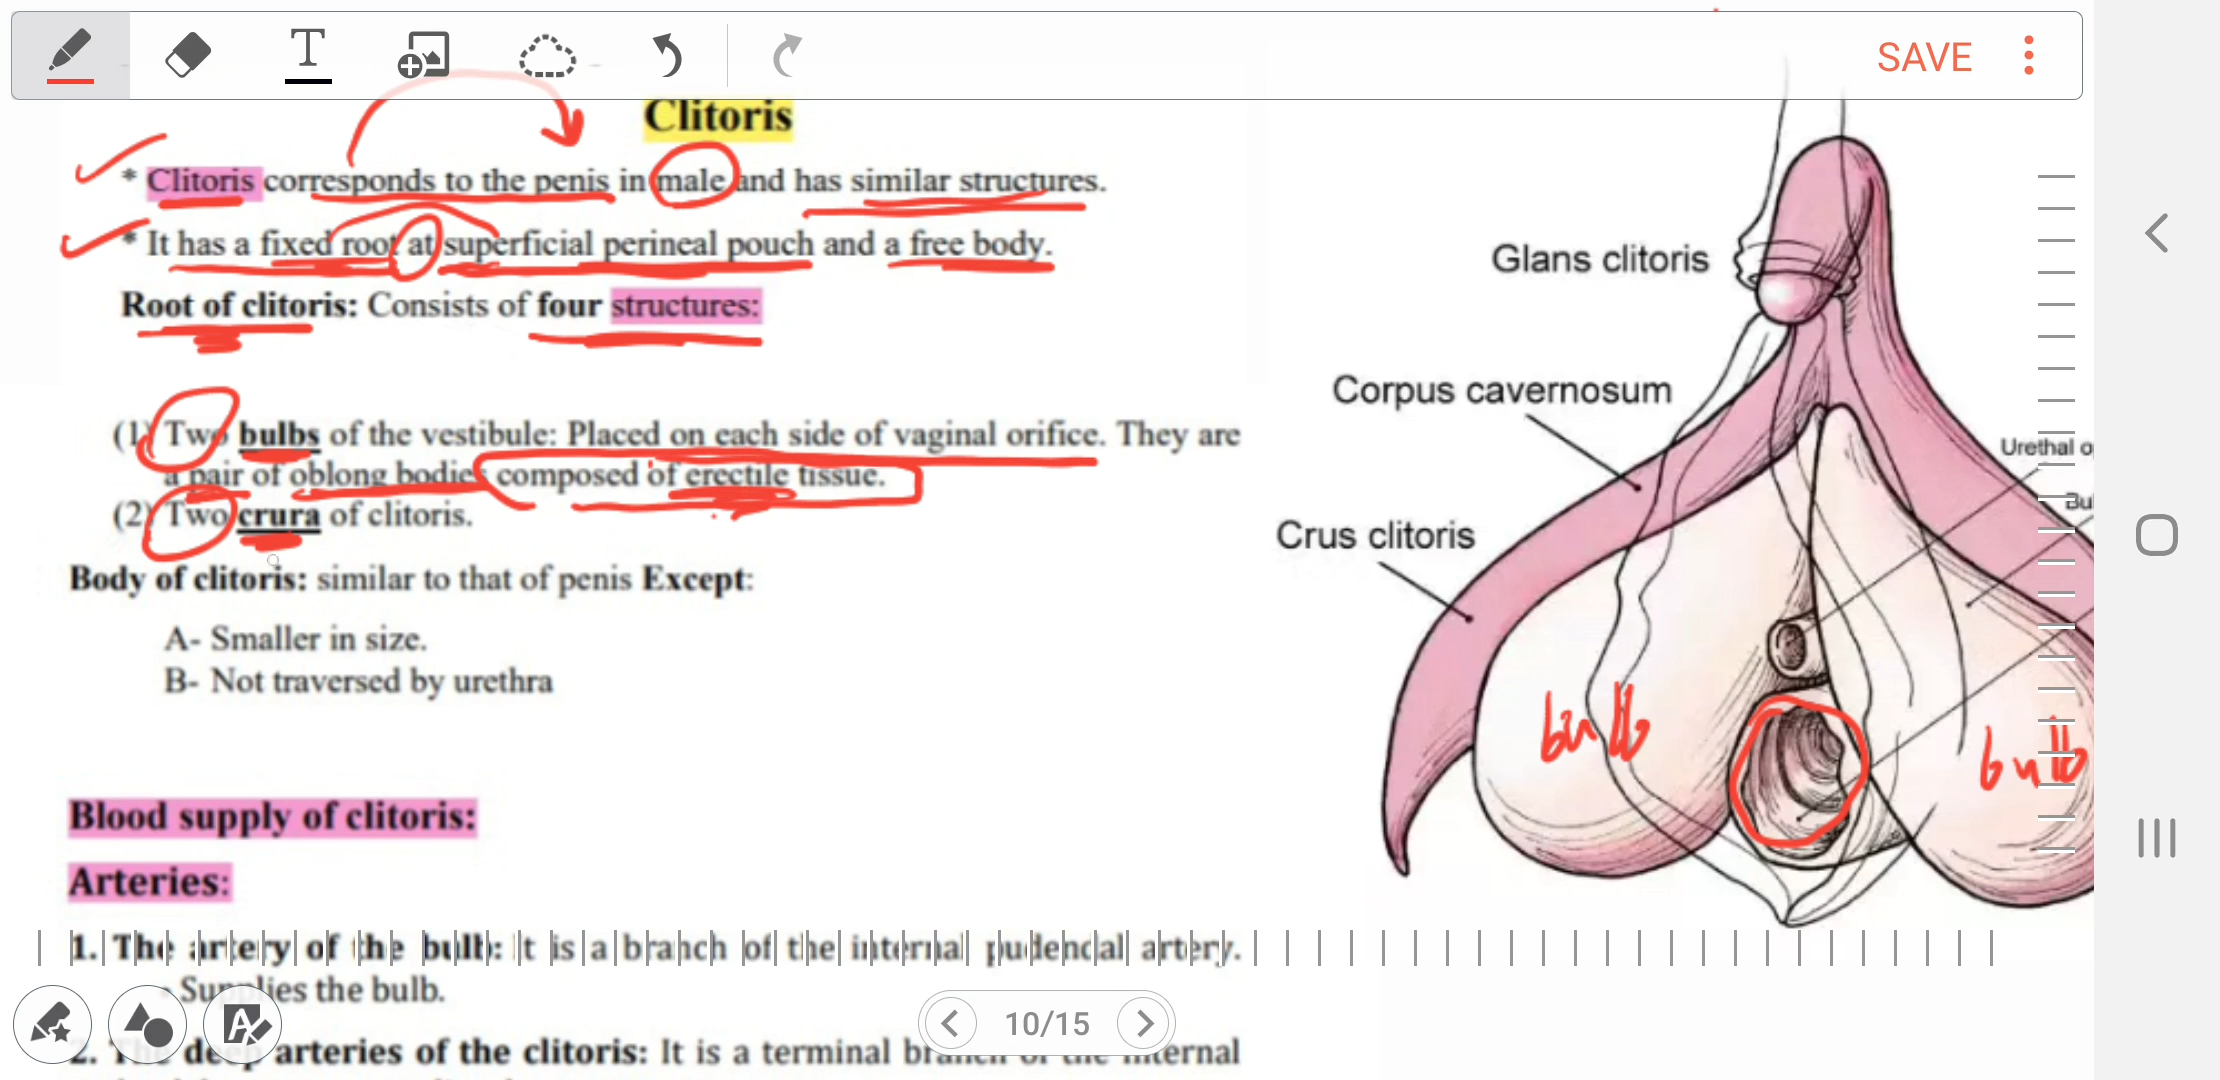 T
SAVE
Clitoris
* Clitoris corresponds to the penis in male and has similar structures.
* It has a fixed root at superficial perineal pouch and a free body.
Root of clitoris: Consists of four structures:
(1) Two bulbs of the vestibule: Placed on each side of vaginal orifice. They are
a pair of oblong bodies composed of erectile tissue.
(2) Two crura of clitoris.
Body of clitoris: similar to that of penis Except:
A- Smaller in size.
B- Not traversed by urethra
Blood supply of clitoris:
Arteries:
1. The artery of the bulb: It is a branch of the internal pudendal artery.
- Supplies the bulb.
2. The deep arteries of the clitoris: It is a terminal branch of the internal
Glans clitoris
Corpus cavernosum
Urethal o
Bu
Crus clitoris
bulb
bulb
10/15